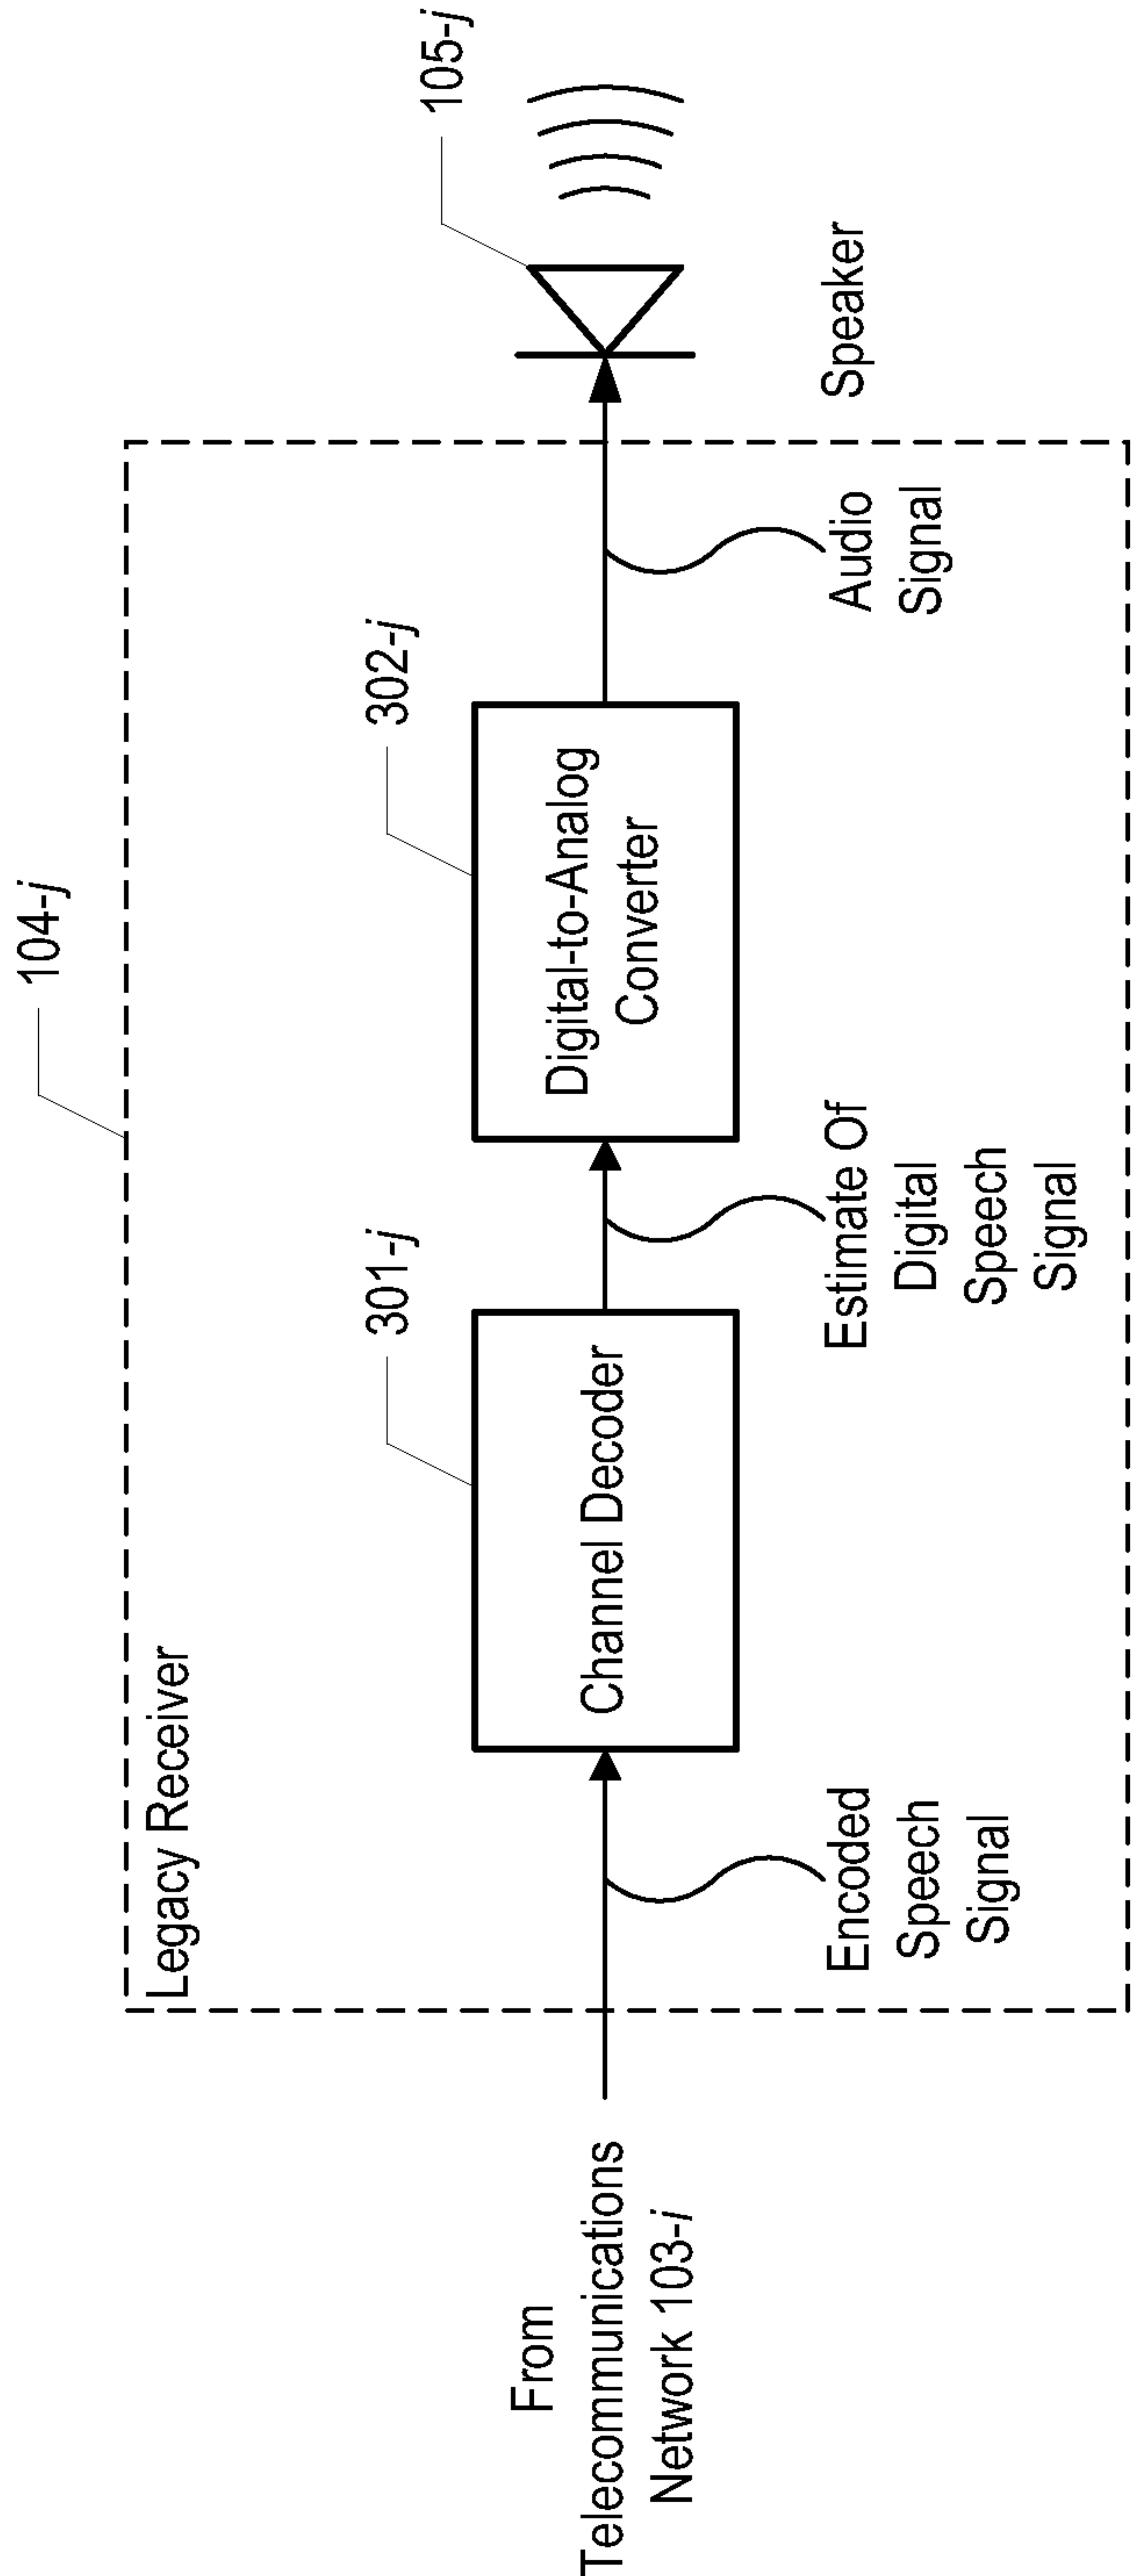 104-j
Legacy Receiver
301-j
302-j
105-j
From
Telecommunications
Network 103-i
Channel Decoder
Digital-to-Analog
Converter
Encoded
Speech
Signal
Estimate Of
Digital
Speech
Signal
Audio
Signal
Speaker